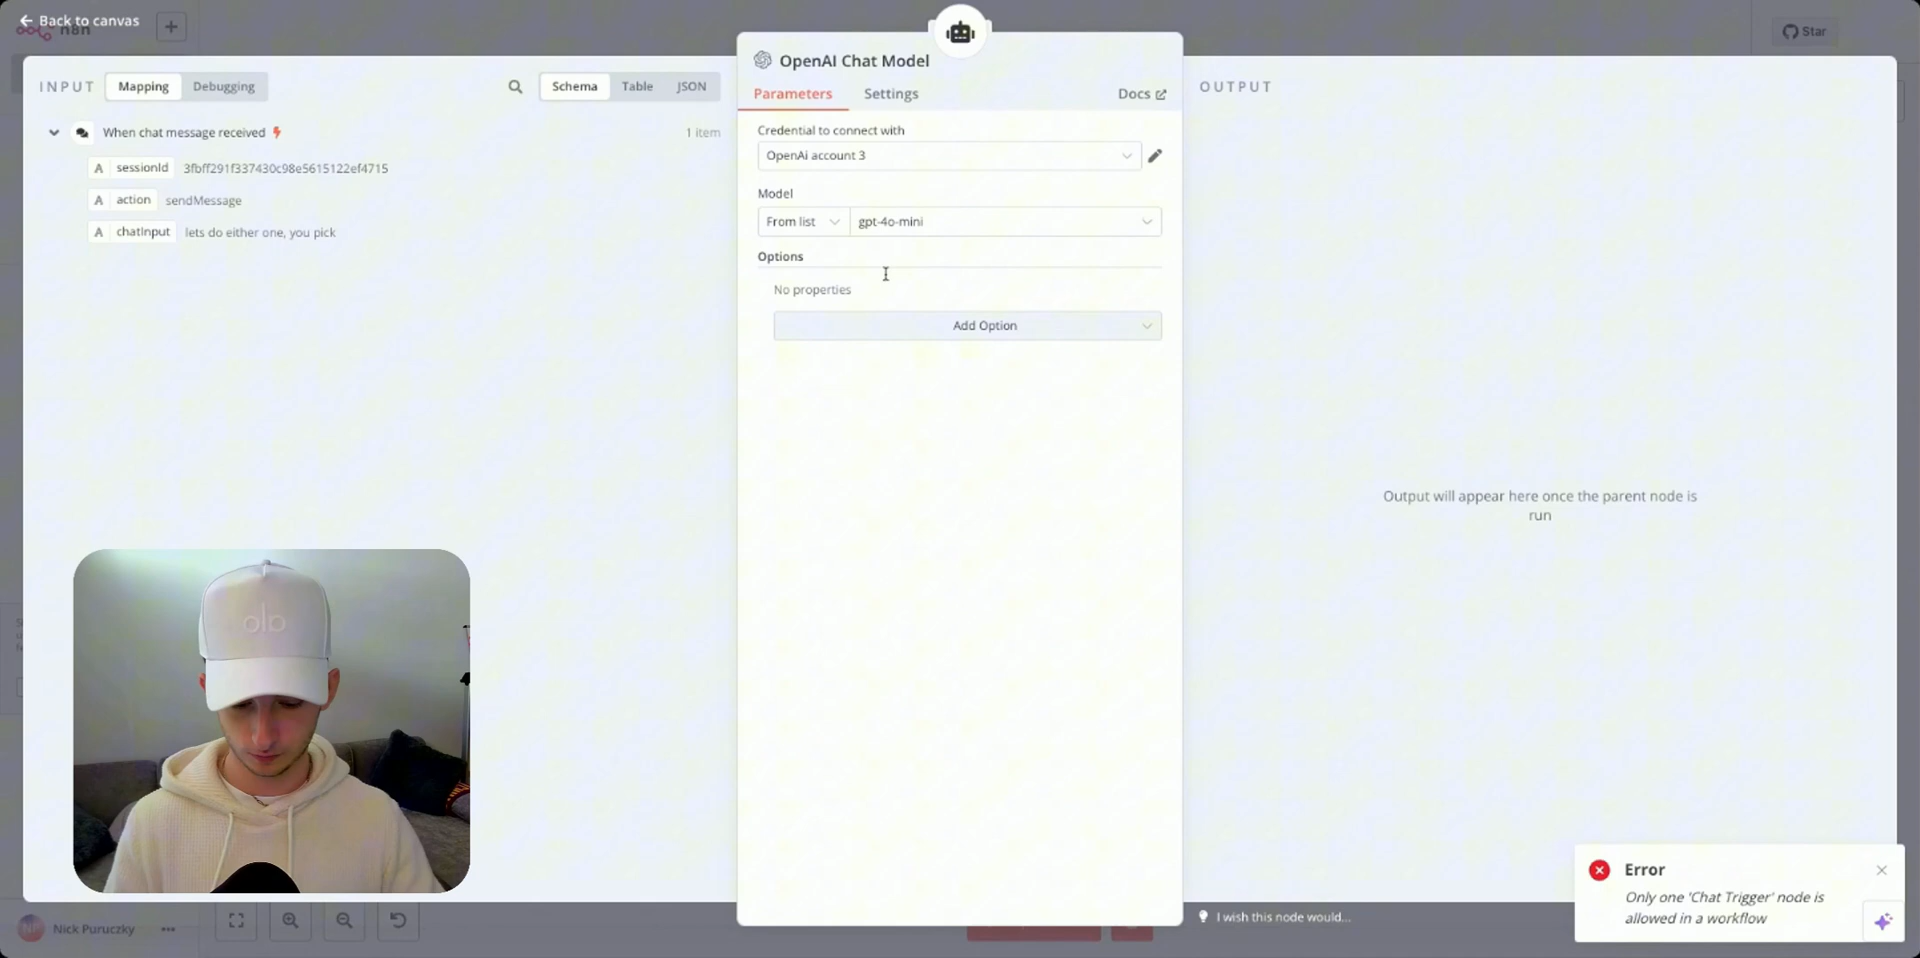 Back to canvas
n8n
Star
INPUT
Mapping
Debugging
Schema
Table
JSON
When chat message received
1 item
A sessionId 3fbff291f337430c98e5615122ef4715
A action sendMessage
A chatInput lets do either one, you pick
OpenAI Chat Model
Parameters
Settings
Docs
Credential to connect with
OpenAi account 3
Model
From list
gpt-4o-mini
Options
No properties
Add Option
OUTPUT
Output will appear here once the parent node is
run
olo
Nick Puruczky
I wish this node would...
Error
Only one 'Chat Trigger' node is
allowed in a workflow